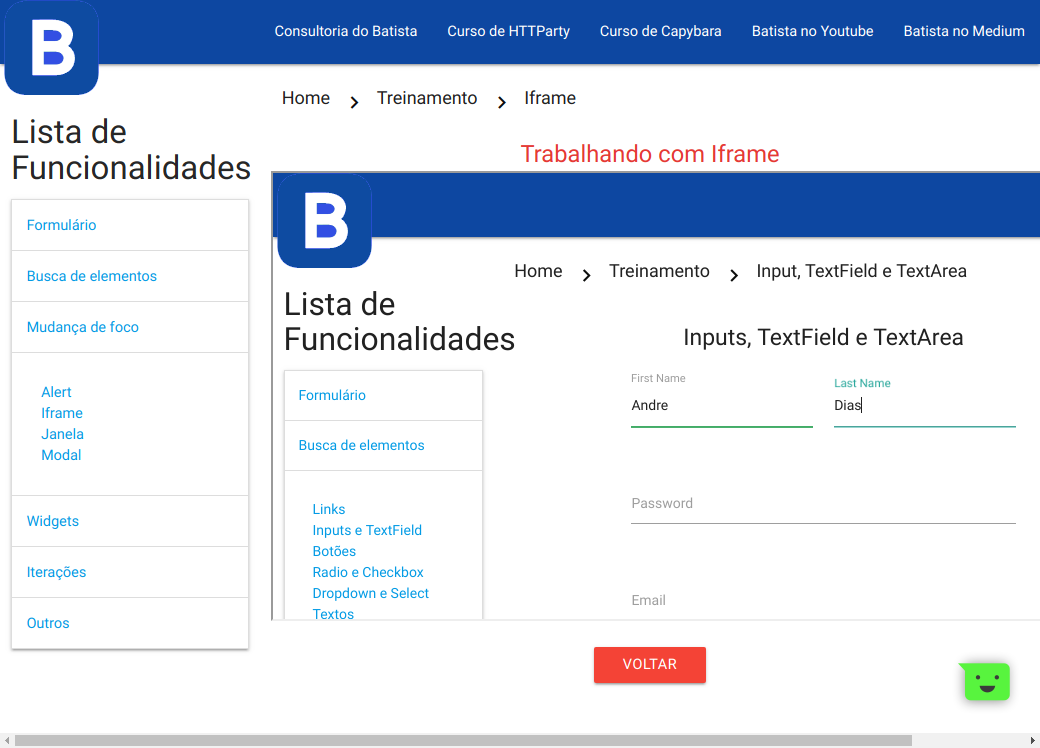 B
Consultoria do Batista
Curso de HTTParty
Curso de Capybara
Batista no Youtube
Batista no Medium
Home
Treinamento
Iframe
Lista de
Funcionalidades
Formulário
Busca de elementos
Mudança de foco
Alert
Iframe
Janela
Modal
Widgets
Iterações
Outros
Trabalhando com Iframe
B
Home
Treinamento
Input, TextField e TextArea
Lista de
Funcionalidades
Formulário
Busca de elementos
Links
Inputs e TextField
Botões
Radio e Checkbox
Dropdown e Select
Textos
Inputs, TextField e TextArea
First Name
Andre
Last Name
Dias
Password
Email
VOLTAR